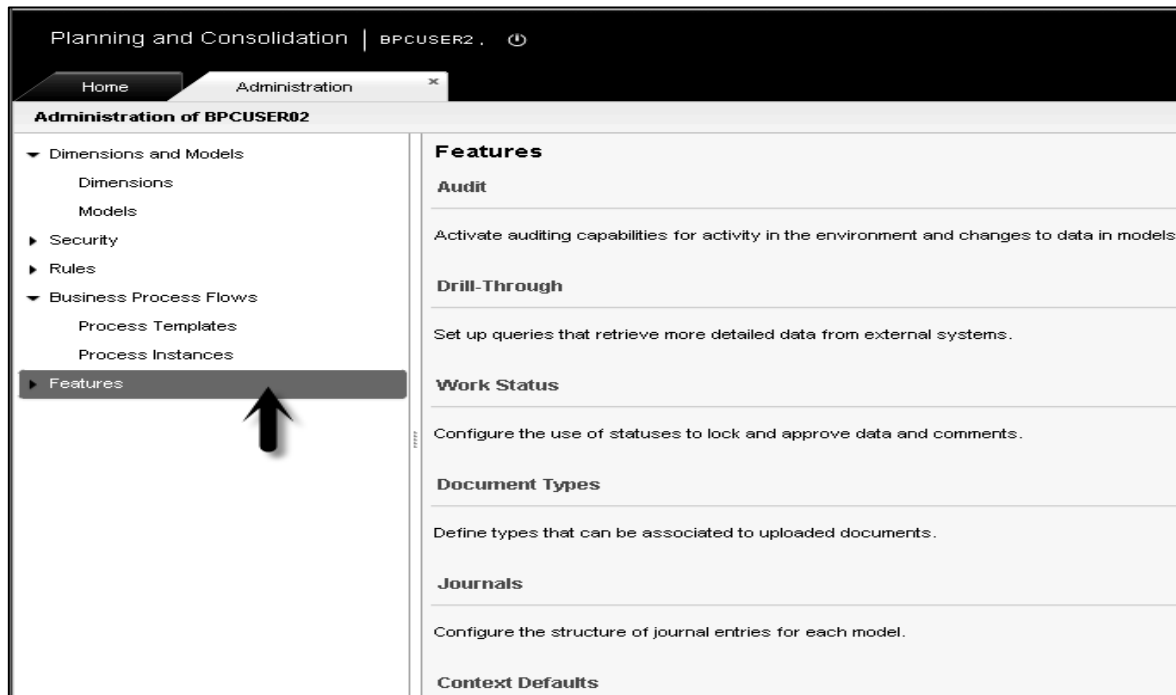 Planning and Consolidation | BPCUSER2 .
Home
Administration
×
Administration of BPCUSER02
Dimensions and Models
Dimensions
Models
Security
Rules
Business Process Flows
Process Templates
Process Instances
Features
Features
Audit
Activate auditing capabilities for activity in the environment and changes to data in models
Drill-Through
Set up queries that retrieve more detailed data from external systems.
Work Status
Configure the use of statuses to lock and approve data and comments.
Document Types
Define types that can be associated to uploaded documents.
Journals
Configure the structure of journal entries for each model.
Context Defaults